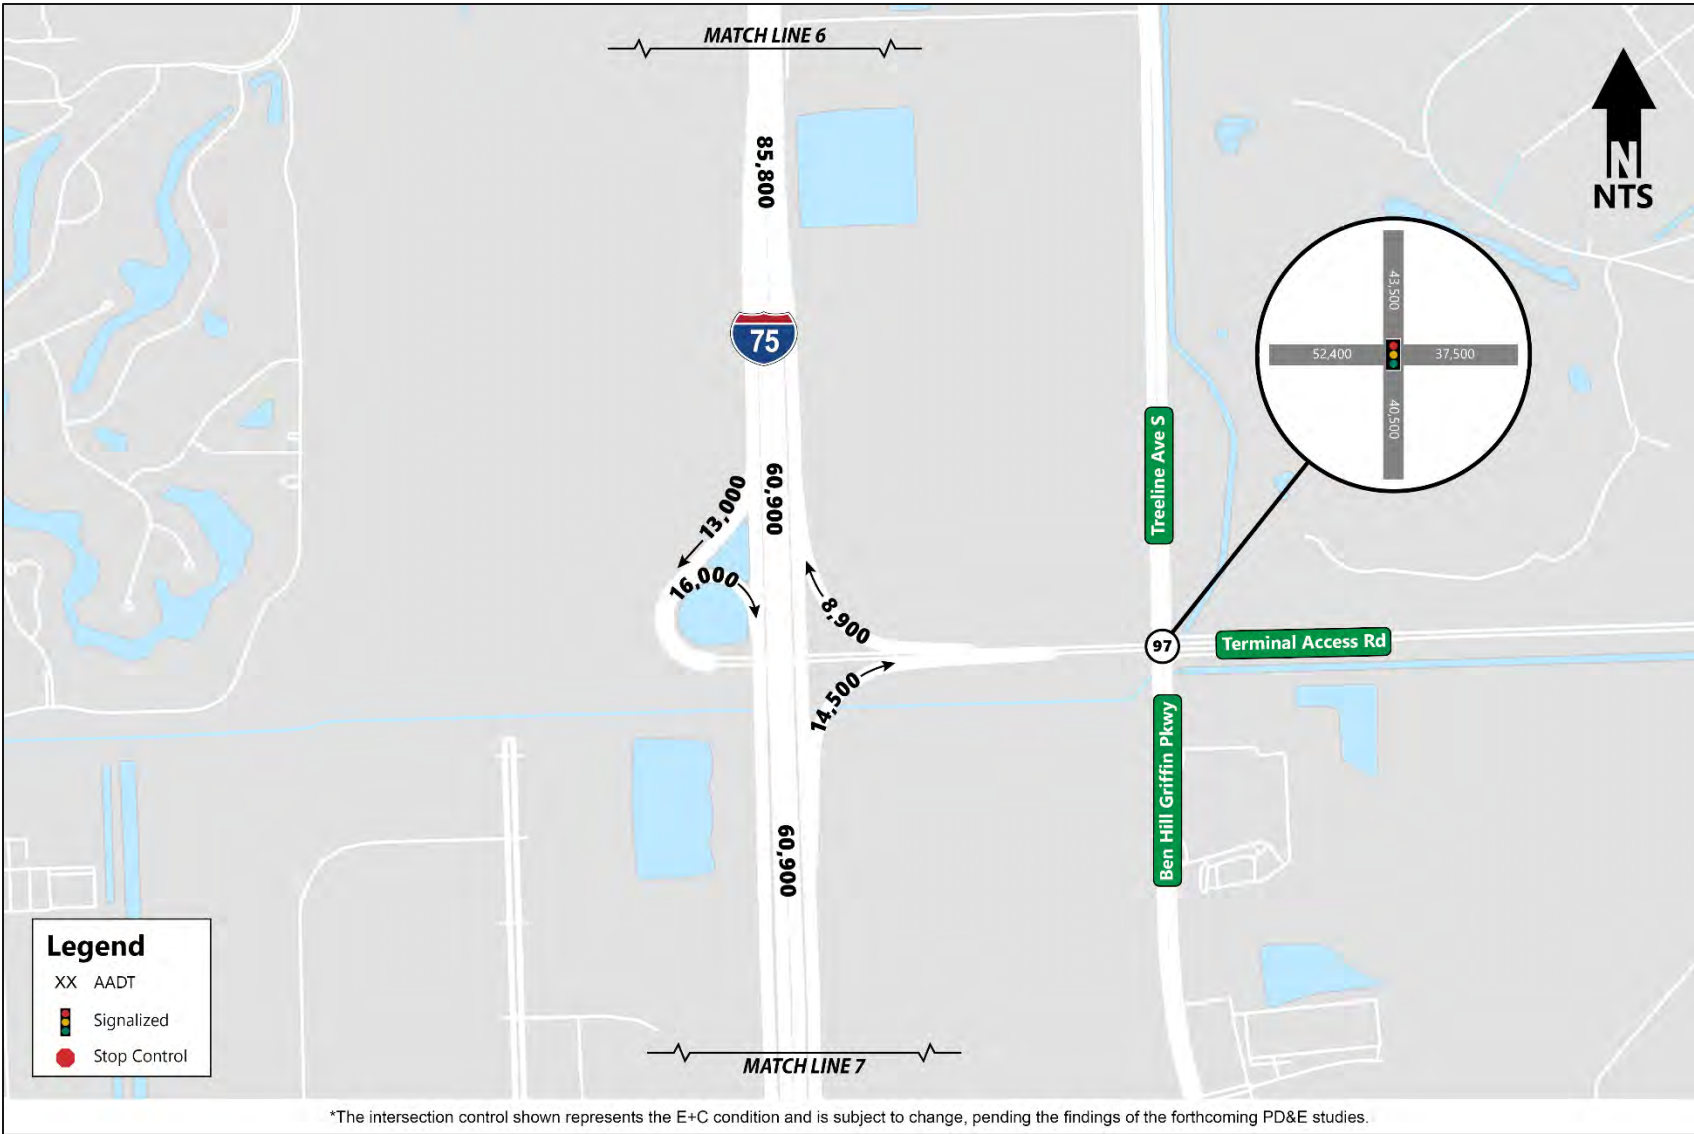 MATCH LINE 6
85,800
N
NTS
75
43,500
52,400
37,500
40,500
Treeline Ave S
13,000
60,900
16,000
8,900
97
Terminal Access Rd
14,500
Ben Hill Griffin Pkwy
60,900
Legend
XX AADT
Signalized
Stop Control
MATCH LINE 7
*The intersection control shown represents the E+C condition and is subject to change, pending the findings of the forthcoming PD&E studies.